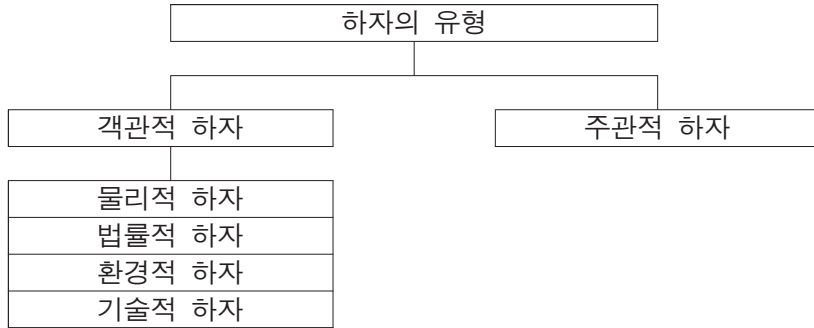 하자의 유형
객관적 하자
주관적 하자
물리적 하자
법률적 하자
환경적 하자
기술적 하자